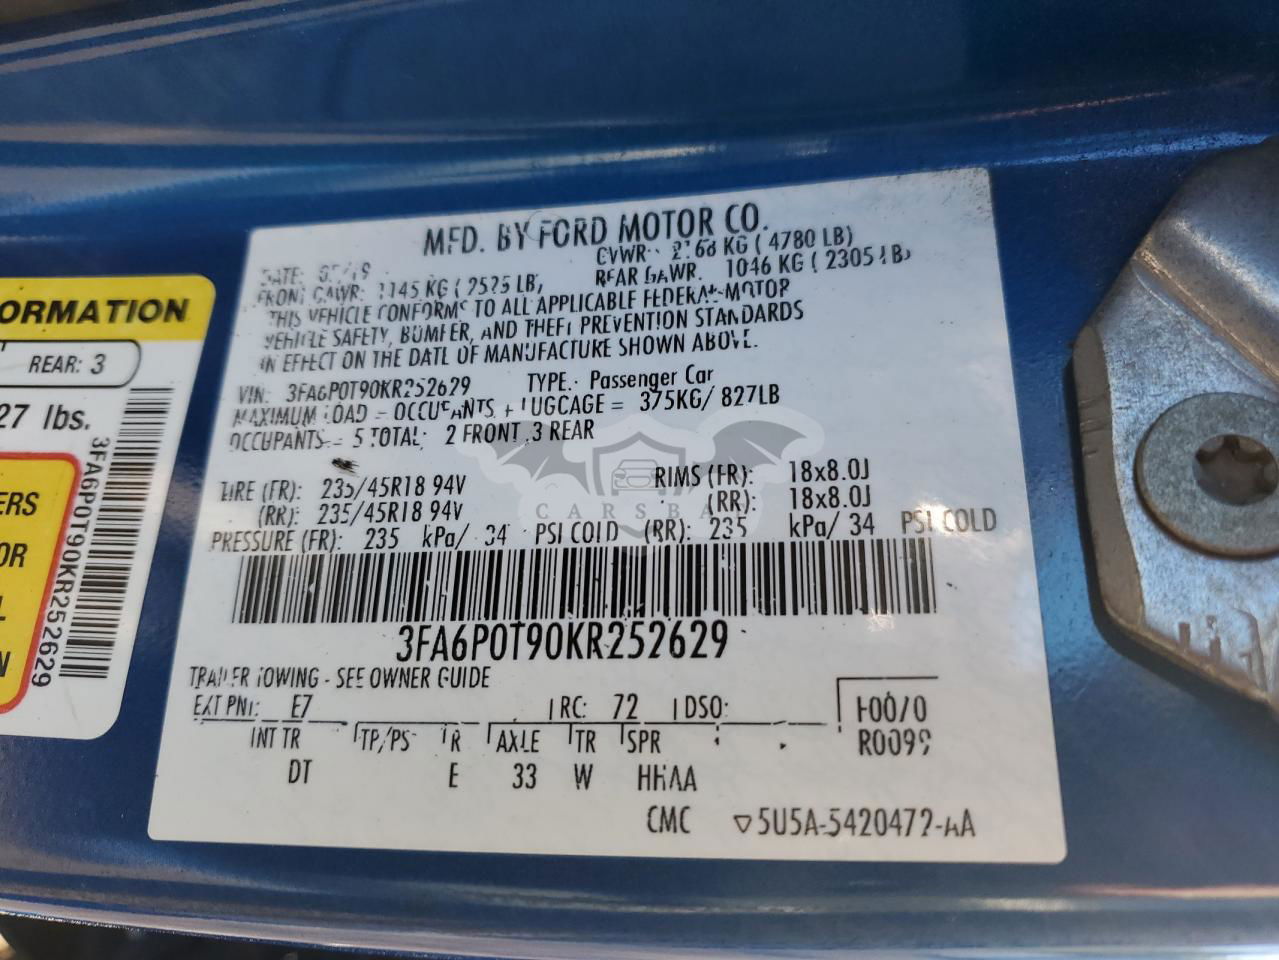 ORMATION
REAR: 3
27 lbs.
3FA6P0T90KR252629
ERS
OR
L
N
MFD. BY FORD MOTOR CO.
DATE: GVWR: KG ( 4780 LB)
FRONT GAWR: 1145 KG ( 2525 LB) REAR GAWR: 1046 KG ( 2305 LB)
THIS VEHICLE CONFORMS TO ALL APPLICABLE FEDERAL MOTOR
VEHICLE SAFETY, BUMPER, AND THEFT PREVENTION STANDARDS
IN EFFECT ON THE DATE OF MANUFACTURE SHOWN ABOVE.
VIN: 3FA6P0T90KR252629 TYPE: Passenger Car
MAXIMUM LOAD = OCCUPANTS + LUGGAGE = 375KG/ 827LB
OCCUPANTS = 5 TOTAL: 2 FRONT ,3 REAR
TIRE (FR): 235/45R18 94V RIMS (FR): 18x8.0J
(RR): 235/45R18 94V (RR): 18x8.0J
PRESSURE (FR): 235 kPa/ 34 PSI COLD (RR): 235 kPa/ 34 PSI COLD
CARSBA
3FA6P0T90KR252629
TRAILER TOWING - SEE OWNER GUIDE
EXT PNT: E7 RC: 72 DSO: F0070
INT TR TP/PS R AXLE TR SPR R0099
DT E 33 W HHAA
CMC ▽5U5A-5420472-AA